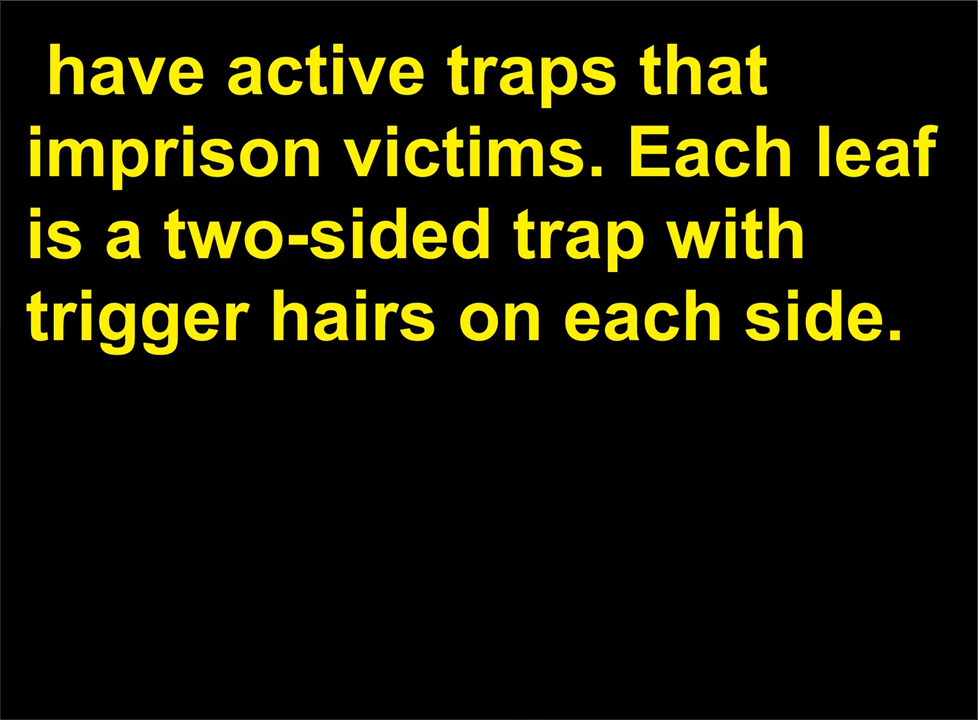 have active traps that
imprison victims. Each leaf
is a two-sided trap with
trigger hairs on each side.